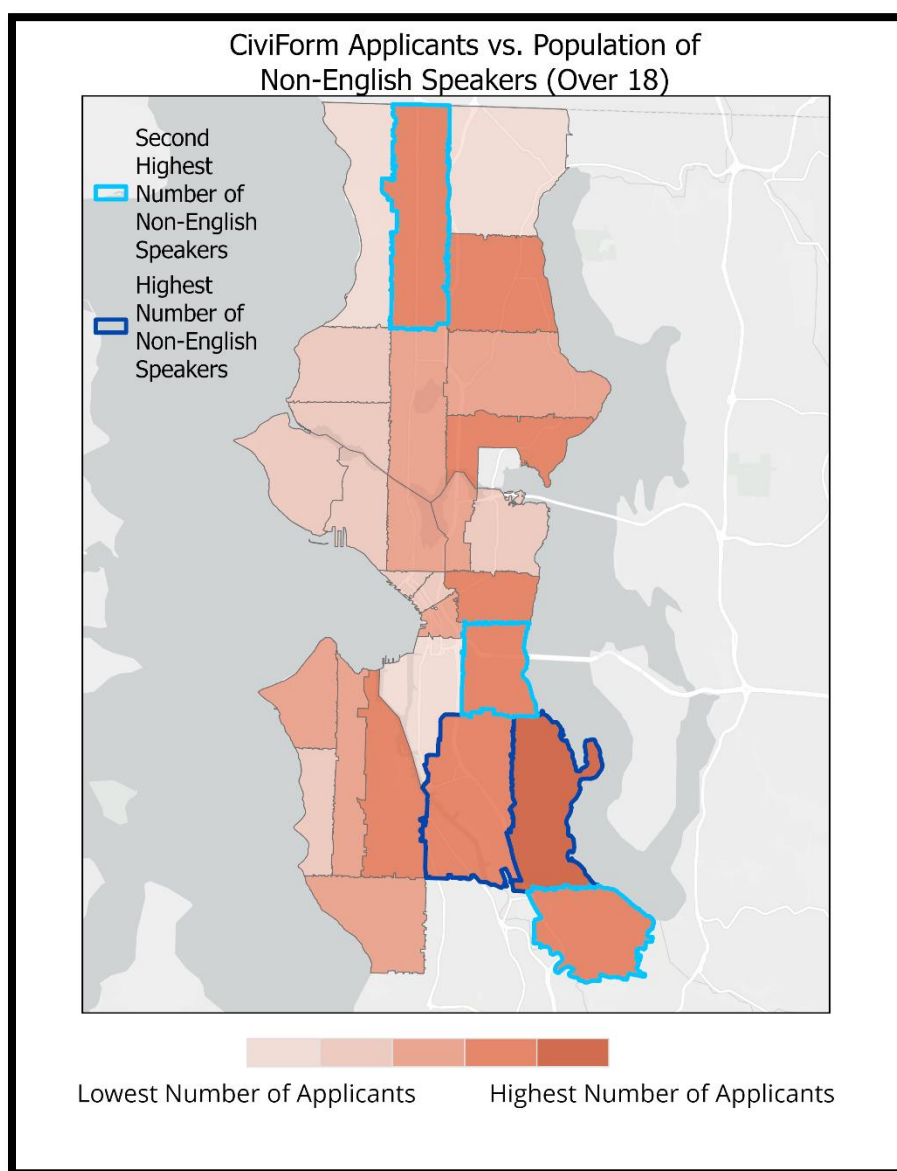 CiviForm Applicants vs. Population of
Non-English Speakers (Over 18)
Second
Highest
Number of
Non-English
Speakers
Highest
Number of
Non-English
Speakers
Lowest Number of Applicants
Highest Number of Applicants